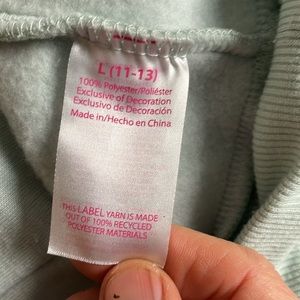 L (11-13)
100% Polyester/Poliéster
Exclusive of Decoration
Exclusivo de Decoración
Made in/Hecho en China
THIS LABEL YARN IS MADE
OUT OF 100% RECYCLED
POLYESTER MATERIALS